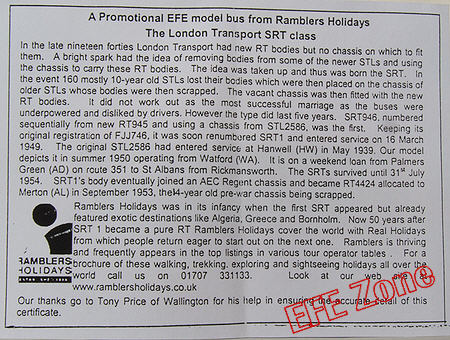 A Promotional EFE model bus from Ramblers Holidays
The London Transport SRT class
In the late nineteen forties London Transport had new RT bodies but no chassis on which to fit
them. A bright spark had the idea of removing bodies from some of the newer STLs and using
the chassis to carry these RT bodies. The idea was taken up and thus was born the SRT. In
the event 160 mostly 10-year old STLs lost their bodies which were then placed on the chassis of
older STLs whose bodies were then scrapped. The vacant chassis was then fitted with the new
RT bodies. It did not work out as the most successful marriage as the buses were
underpowered and disliked by drivers. However the type did last five years. SRT946, numbered
sequentially from new RT945 and using a chassis from STL2586, was the first. Keeping its
original registration of FJJ746, it was soon renumbered SRT1 and entered service on 16 March
1949. The original STL2586 had entered service at Hanwell (HW) in May 1939. Our model
depicts it in summer 1950 operating from Watford (WA). It is on a weekend loan from Palmers
Green (AD) on route 351 to St Albans from Rickmansworth. The SRTs survived until 31st July
1954. SRT1's body eventually joined an AEC Regent chassis and became RT4424 allocated to
Merton (AL) in September 1953, the14-year old pre-war chassis being scrapped.
Ramblers Holidays was in its infancy when the first SRT appeared but already
featured exotic destinations like Algeria, Greece and Bornholm. Now 50 years after
SRT 1 became a pure RT Ramblers Holidays cover the world with Real Holidays
from which people return eager to start out on the next one. Ramblers is thriving
and frequently appears in the top listings in various tour operator tables . For a
brochure of these walking, trekking, exploring and sightseeing holidays all over the
world call us on 01707 331133. Look at our web site at
www.ramblersholidays.co.uk
RAMBLERS
HOLIDAYS
Our thanks go to Tony Price of Wallington for his help in ensuring the accurate detail of this
certificate.
EFE Zone